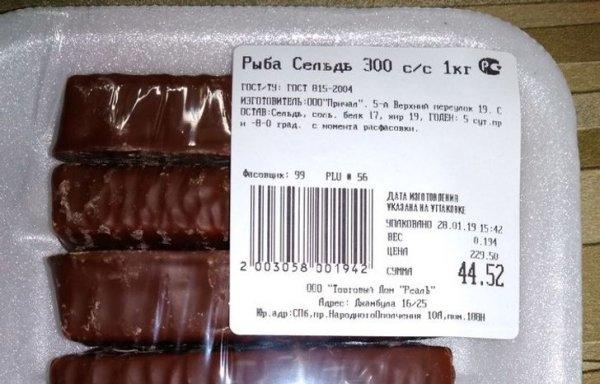 Рыба Сельдь 300 с/с 1кг РС
ГОСТ/ТУ: ГОСТ 815-2004
ИЗГОТОВИТЕЛЬ:ООО"Причал". 5-й Верхний переулок 19. С
ОСТАВ:Сельдь, соль. белк 17, жир 19, ГОДЕН: 5 сут.пр
и -8-0 град. с момента расфасовки.
Фасовщик: 99 PLU # 56
ДАТА ИЗГОТОВЛЕНИЯ
УКАЗАНА НА УПАКОВКЕ
УПАКОВАНО 28.01.19 15:42
ВЕС 0.194
ЦЕНА 229.50
СУММА 44.52
2 003058 001942
ООО "Торговый Дом "РеалЪ"
Адрес: Джамбула 16/25
Юр.адр:СПб,пр.НародногоОполчения 10А,пом.108Н